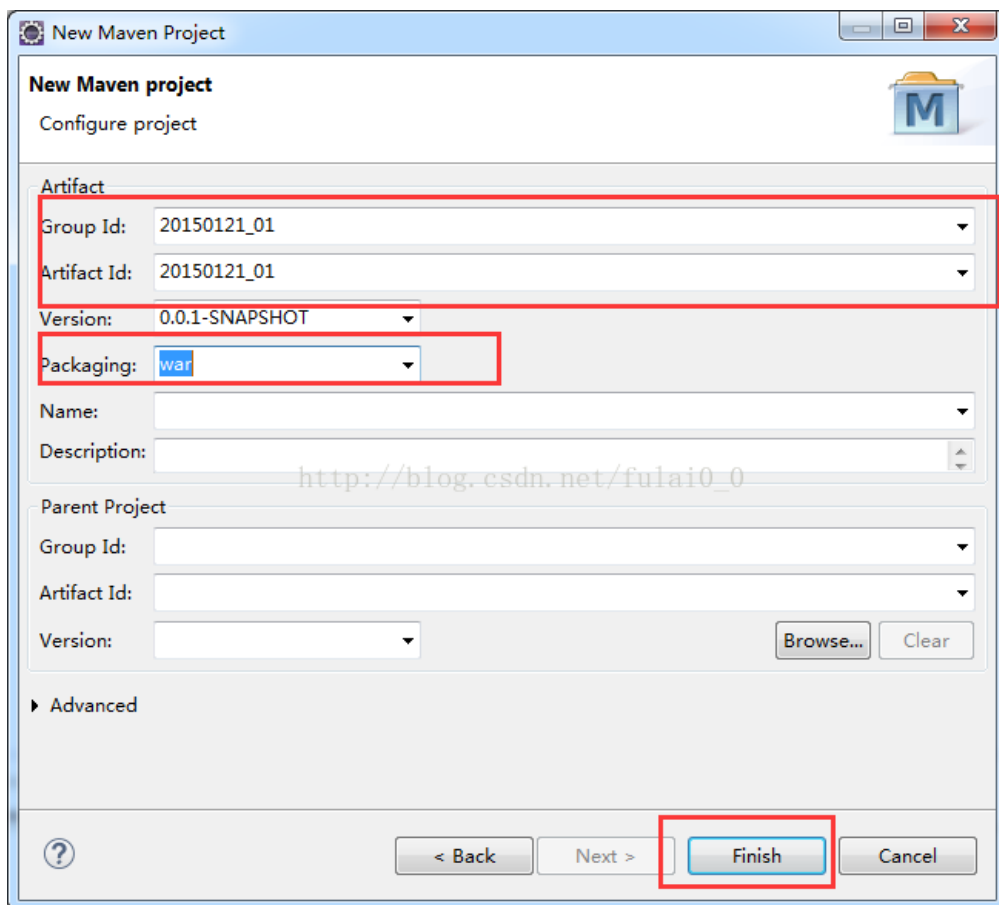 New Maven Project
New Maven project
Configure project
M
Artifact
Group Id: 20150121_01
Artifact Id: 20150121_01
Version: 0.0.1-SNAPSHOT
Packaging: war
Name:
Description:
http://blog.csdn.net/fulai0_0
Parent Project
Group Id:
Artifact Id:
Version: Browse... Clear
Advanced
? < Back Next > Finish Cancel